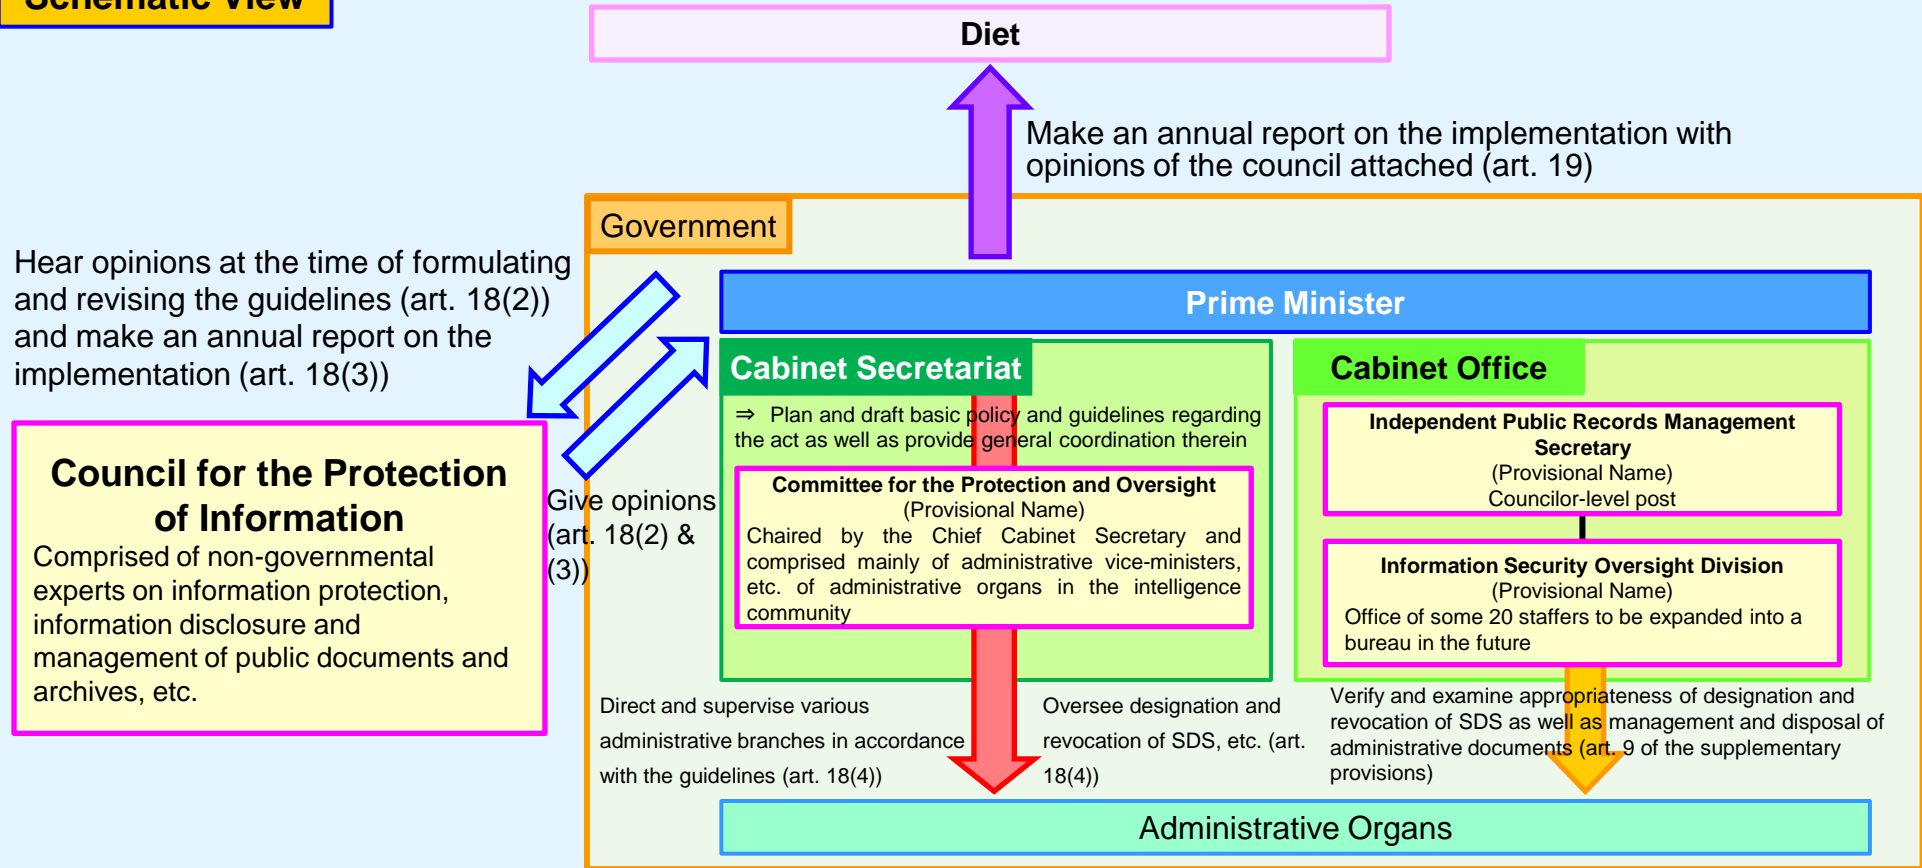 Schematic View
Diet
Make an annual report on the implementation with
opinions of the council attached (art. 19)
Government
Hear opinions at the time of formulating
and revising the guidelines (art. 18(2))
and make an annual report on the
implementation (art. 18(3))
Prime Minister
Council for the Protection
of Information
Comprised of non-governmental
experts on information protection,
information disclosure and
management of public documents and
archives, etc.
Give opinions
(art. 18(2) &
(3))
Cabinet Secretariat
⇒ Plan and draft basic policy and guidelines regarding
the act as well as provide general coordination therein
Committee for the Protection and Oversight
(Provisional Name)
Chaired by the Chief Cabinet Secretary and
comprised mainly of administrative vice-ministers,
etc. of administrative organs in the intelligence
community
Cabinet Office
Independent Public Records Management
Secretary
(Provisional Name)
Councilor-level post
Information Security Oversight Division
(Provisional Name)
Office of some 20 staffers to be expanded into a
bureau in the future
Direct and supervise various
administrative branches in accordance
with the guidelines (art. 18(4))
Oversee designation and
revocation of SDS, etc. (art.
18(4))
Verify and examine appropriateness of designation and
revocation of SDS as well as management and disposal of
administrative documents (art. 9 of the supplementary
provisions)
Administrative Organs